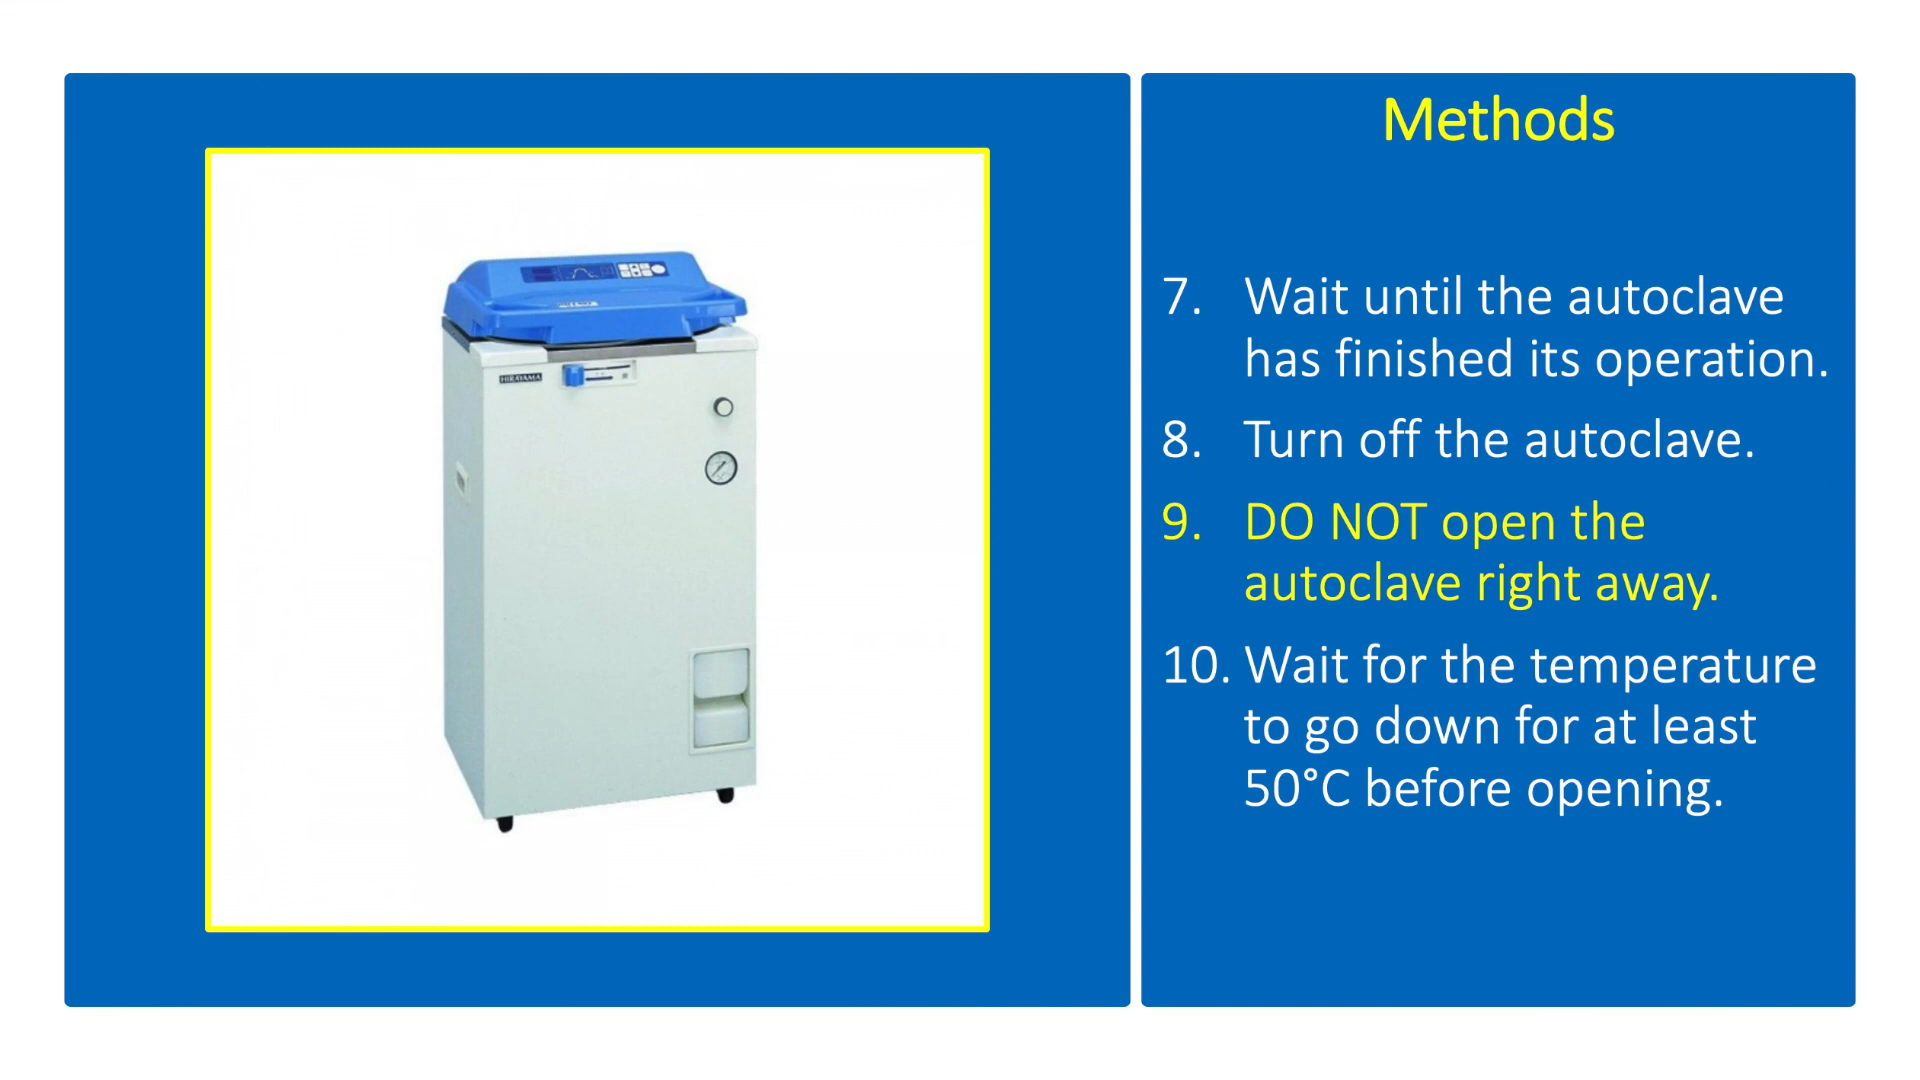 Methods
7. Wait until the autoclave
has finished its operation.
8. Turn off the autoclave.
9. DO NOT open the
autoclave right away.
10. Wait for the temperature
to go down for at least
50°C before opening.
HIRAYAMA